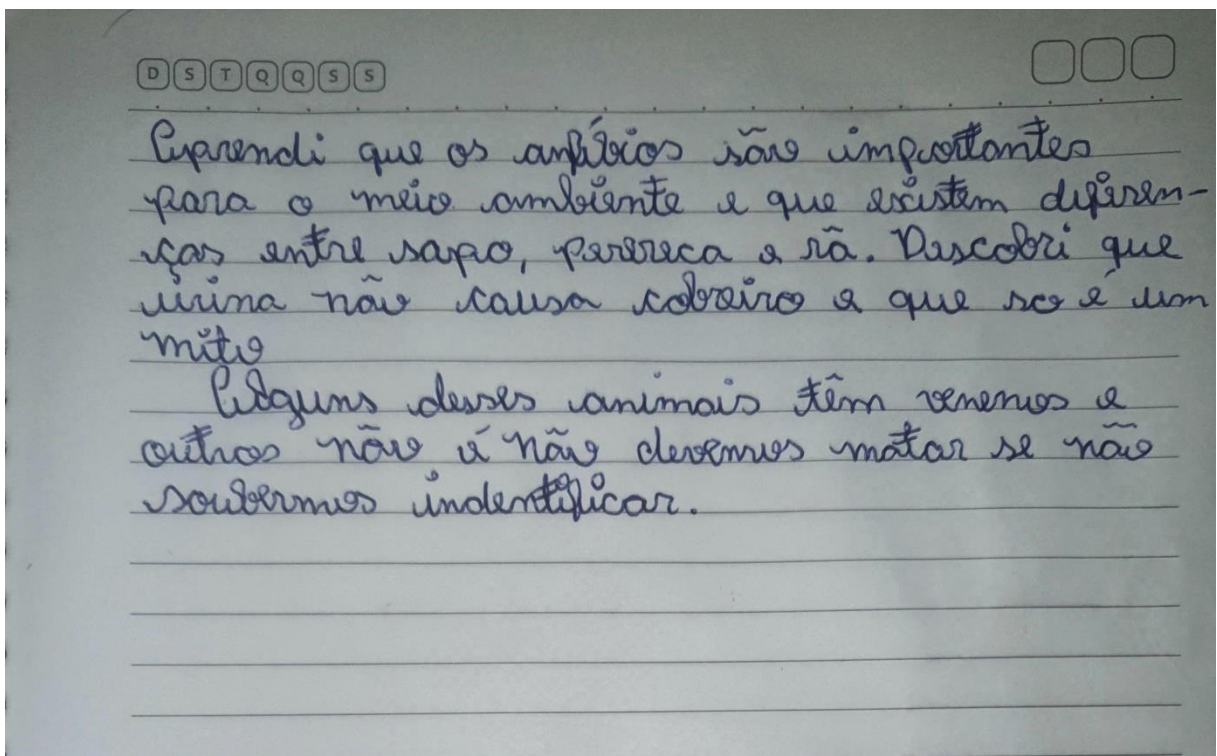 D S T Q Q S S
Aprendi que os anfíbios são importantes
para o meio ambiente e que existem diferen-
ças entre sapo, perereca e rã. Descobri que
urina não causa cobreiro e que so é um
mito
Alguns desses animais têm venenos e
outros não é não devemos matar se não
soubermos indentificar.